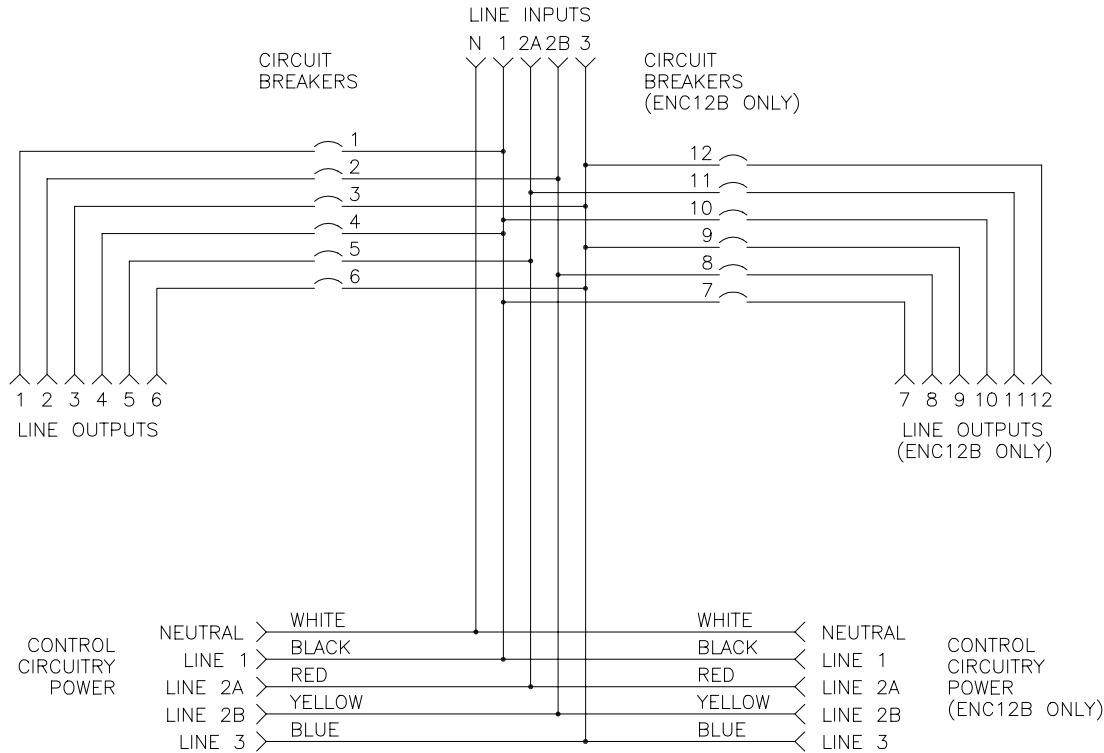 LINE INPUTS
N 1 2A 2B 3
CIRCUIT
BREAKERS
CIRCUIT
BREAKERS
(ENC12B ONLY)
1
2
3
4
5
6
12
11
10
9
8
7
1 2 3 4 5 6
LINE OUTPUTS
7 8 9 10 11 12
LINE OUTPUTS
(ENC12B ONLY)
CONTROL
CIRCUITRY
POWER
NEUTRAL
LINE 1
LINE 2A
LINE 2B
LINE 3
WHITE
BLACK
RED
YELLOW
BLUE
WHITE
BLACK
RED
YELLOW
BLUE
NEUTRAL
LINE 1
LINE 2A
LINE 2B
LINE 3
CONTROL
CIRCUITRY
POWER
(ENC12B ONLY)